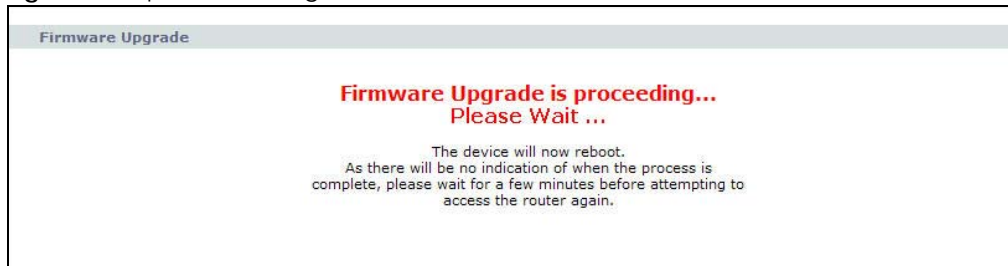 Firmware Upgrade
Firmware Upgrade is proceeding...
Please Wait ...
The device will now reboot.
As there will be no indication of when the process is
complete, please wait for a few minutes before attempting to
access the router again.